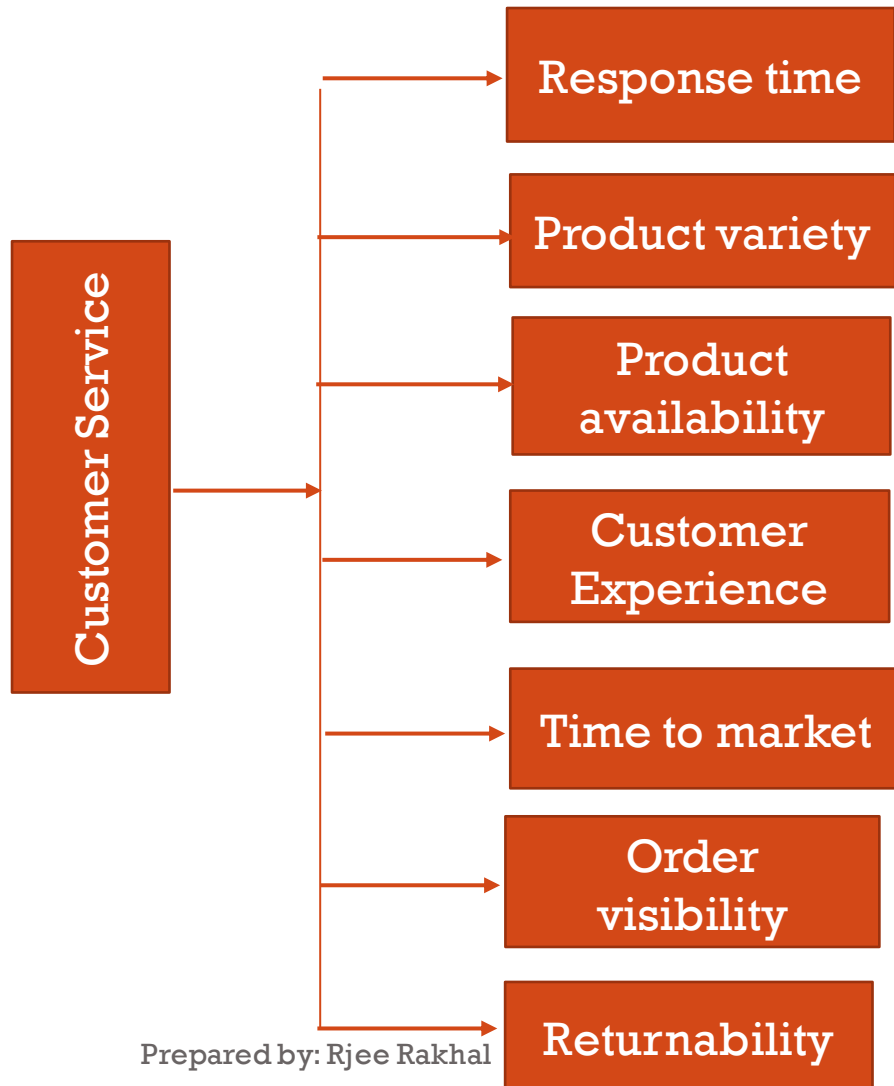 Customer Service
Response time
Product variety
Product
availability
Customer
Experience
Time to market
Order
visibility
Returnability
Prepared by: Rjee Rakhal